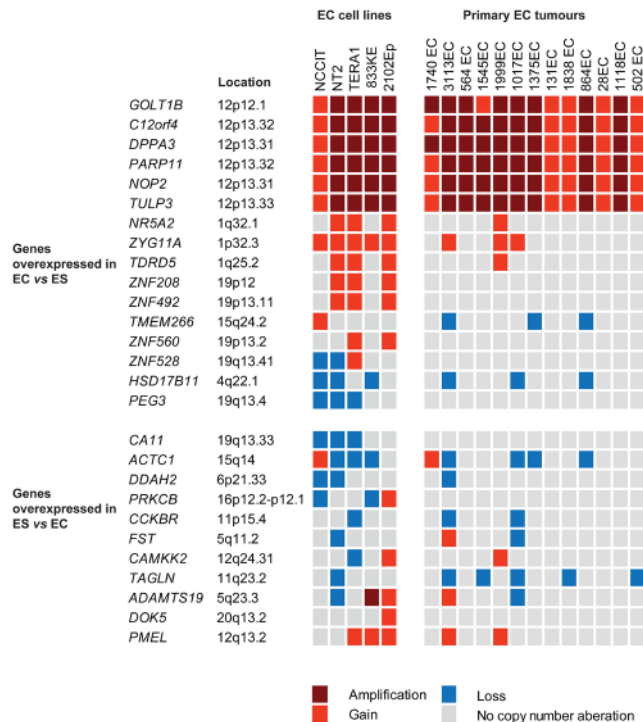 EC cell lines Primary EC tumours
Location NCCIT NT2 TERA1 833KE 2102Ep 1740 EC 3113EC 564 EC 1545EC 1999EC 1017EC 1375EC 131EC 1838 EC 864EC 28EC 1118EC 502 EC
GOLT1B 12p12.1
C12orf4 12p13.32
DPPA3 12p13.31
PARP11 12p13.32
NOP2 12p13.31
TULP3 12p13.33
NR5A2 1q32.1
ZYG11A 1p32.3
Genes
overexpressed in
EC vs ES
TDRD5 1q25.2
ZNF208 19p12
ZNF492 19p13.11
TMEM266 15q24.2
ZNF560 19p13.2
ZNF528 19q13.41
HSD17B11 4q22.1
PEG3 19q13.4
CA11 19q13.33
ACTC1 15q14
DDAH2 6p21.33
Genes
overexpressed in
ES vs EC
PRKCB 16p12.2-p12.1
CCKBR 11p15.4
FST 5q11.2
CAMKK2 12q24.31
TAGLN 11q23.2
ADAMTS19 5q23.3
DOK5 20q13.2
PMEL 12q13.2
Amplification Loss
Gain No copy number aberation